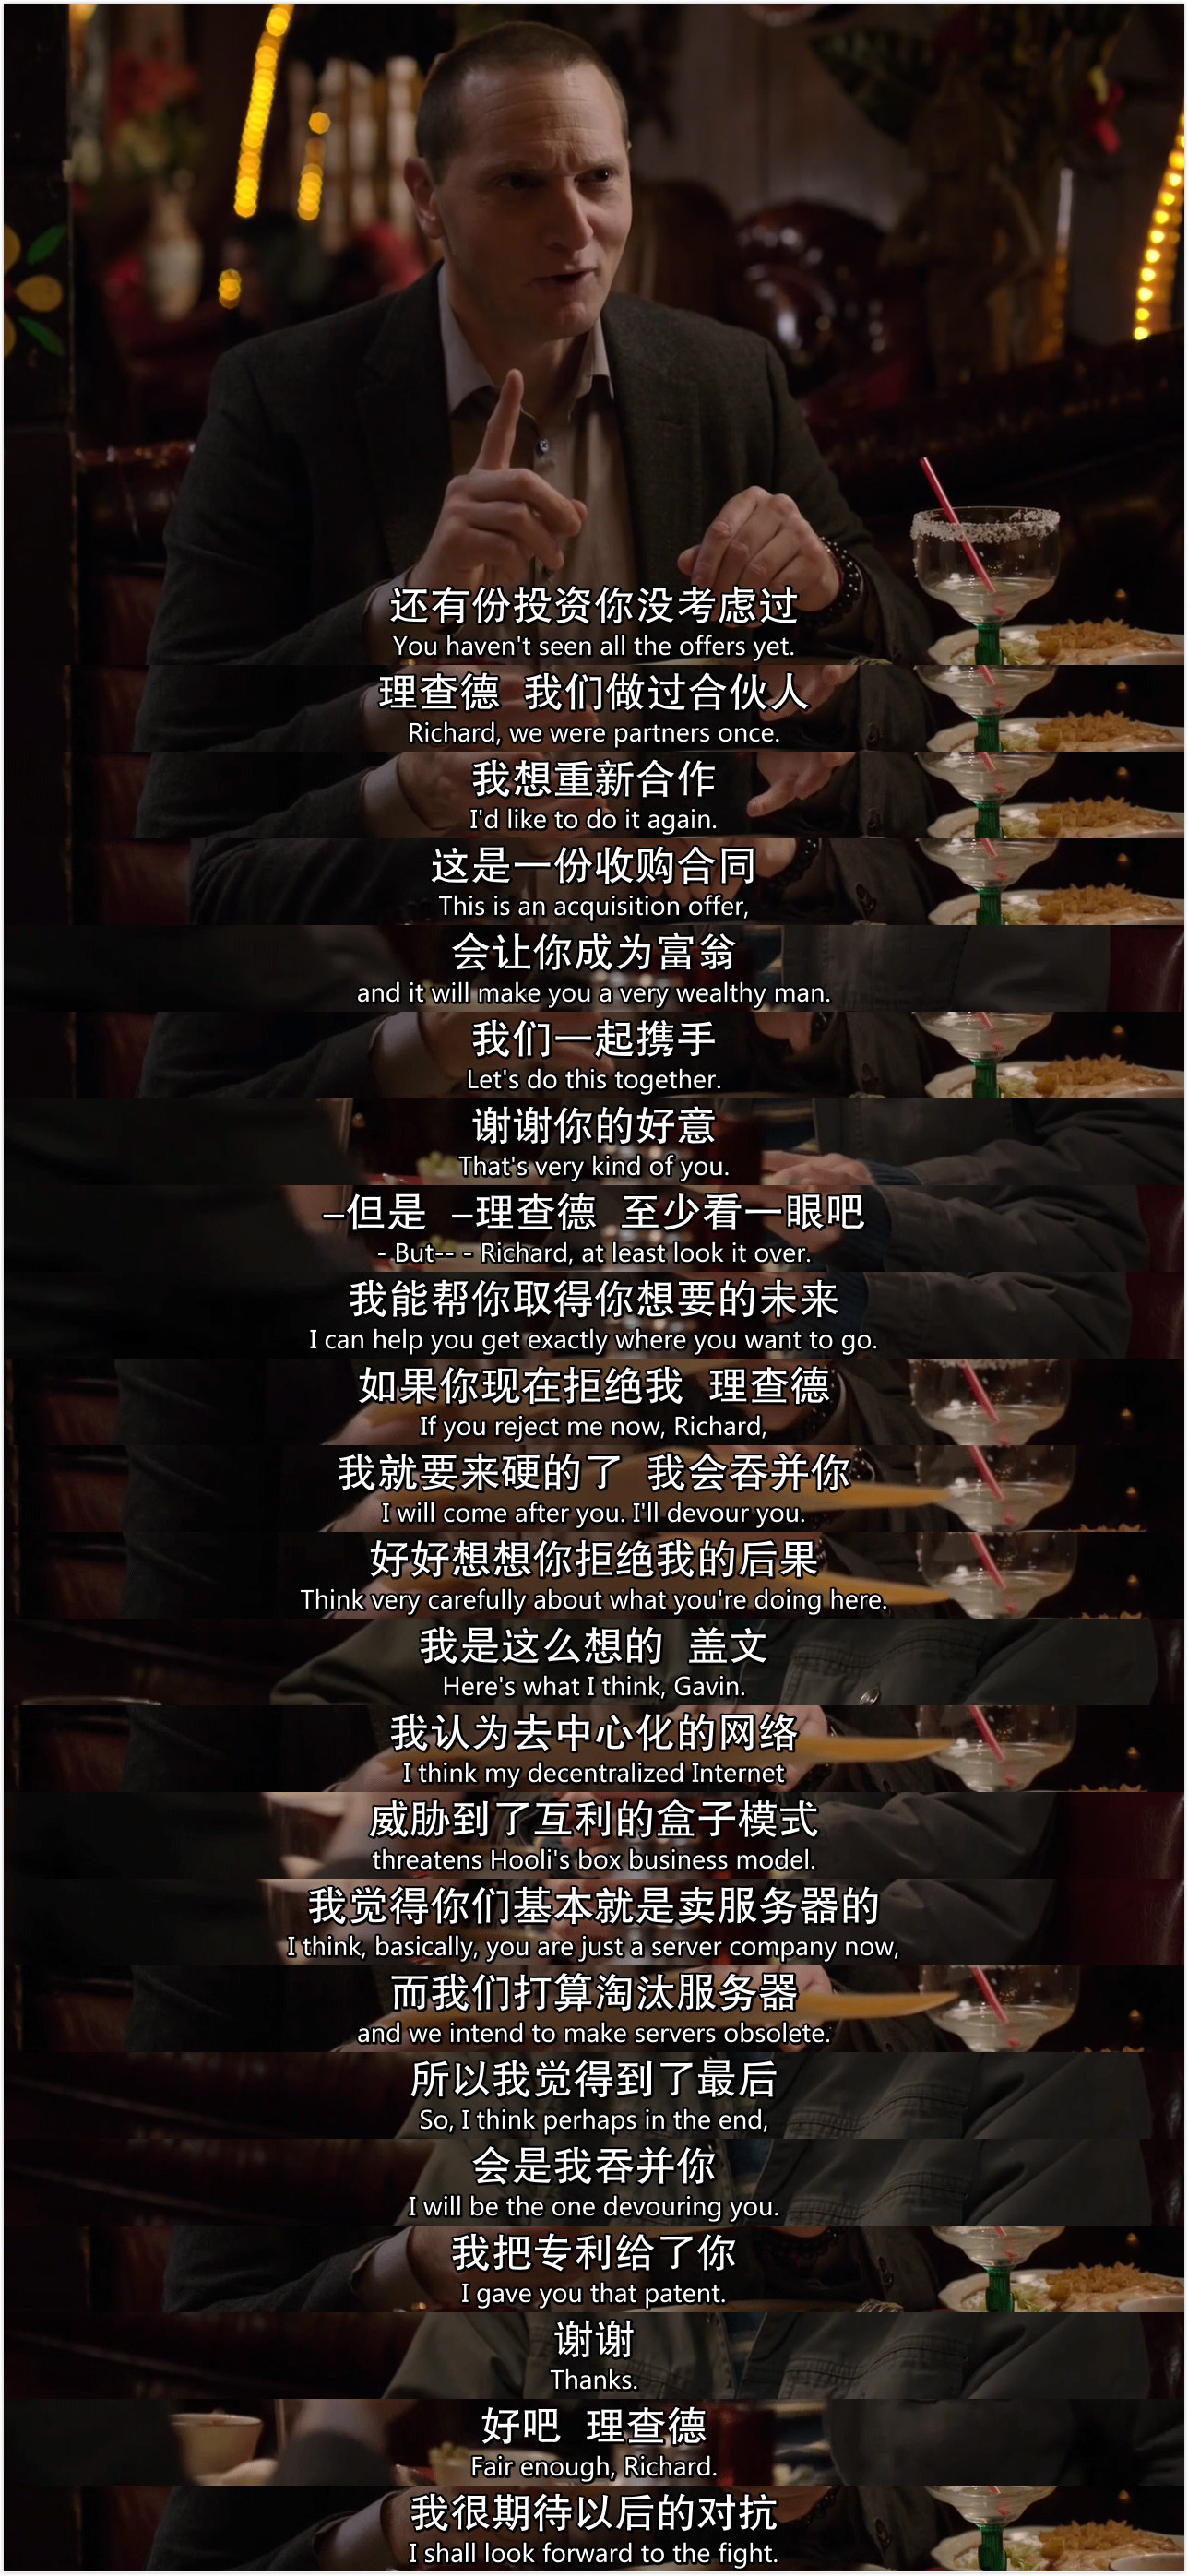 还有份投资你没考虑过
You haven't seen all the offers yet.
理查德 我们做过合伙人
Richard, we were partners once.
我想重新合作
I'd like to do it again.
这是一份收购合同
This is an acquisition offer,
会让你成为富翁
and it will make you a very wealthy man.
我们一起携手
Let's do this together.
谢谢你的好意
That's very kind of you.
–但是 –理查德 至少看一眼吧
- But-- - Richard, at least look it over.
我能帮你取得你想要的未来
I can help you get exactly where you want to go.
如果你现在拒绝我 理查德
If you reject me now, Richard,
我就要来硬的了 我会吞并你
I will come after you. I'll devour you.
好好想想你拒绝我的后果
Think very carefully about what you're doing here.
我是这么想的 盖文
Here's what I think, Gavin.
我认为去中心化的网络
I think my decentralized Internet
威胁到了互利的盒子模式
threatens Hooli's box business model.
我觉得你们基本就是卖服务器的
I think, basically, you are just a server company now,
而我们打算淘汰服务器
and we intend to make servers obsolete.
所以我觉得到了最后
So, I think perhaps in the end,
会是我吞并你
I will be the one devouring you.
我把专利给了你
I gave you that patent.
谢谢
Thanks.
好吧 理查德
Fair enough, Richard.
我很期待以后的对抗
I shall look forward to the fight.